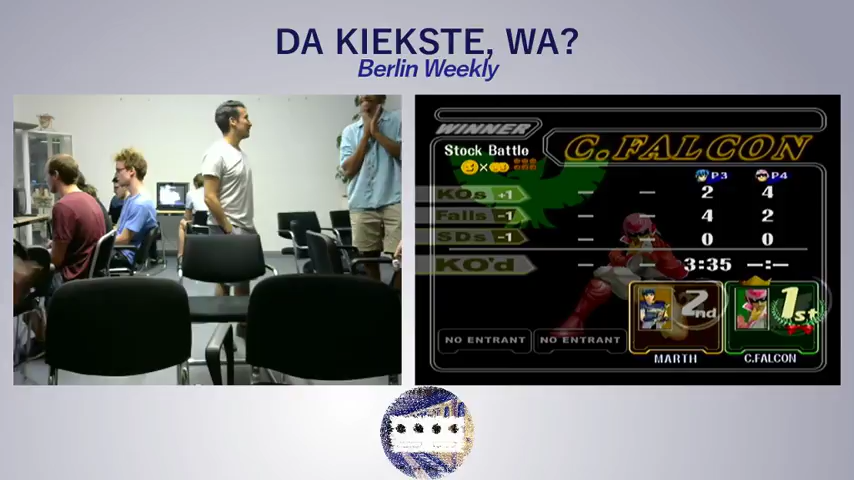 DA KIEKSTE, WA?
Berlin Weekly
WINNER
C.FALCON
Stock Battle
×
P3 P4
KOs +1 — — 2 4
Falls -1 — — 4 2
SDs -1 — — 0 0
KO'd — — 3:35 -:--
2nd 1st
NO ENTRANT NO ENTRANT
MARTH C.FALCON